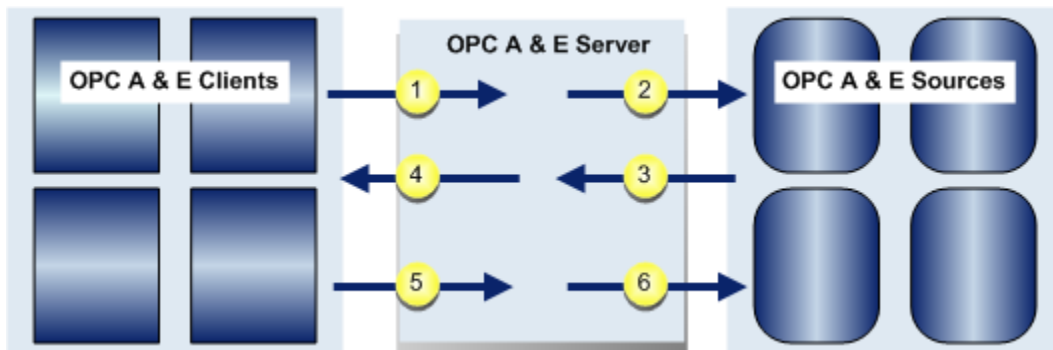 OPC A & E Clients
OPC A & E Server
OPC A & E Sources
1
2
4
3
5
6